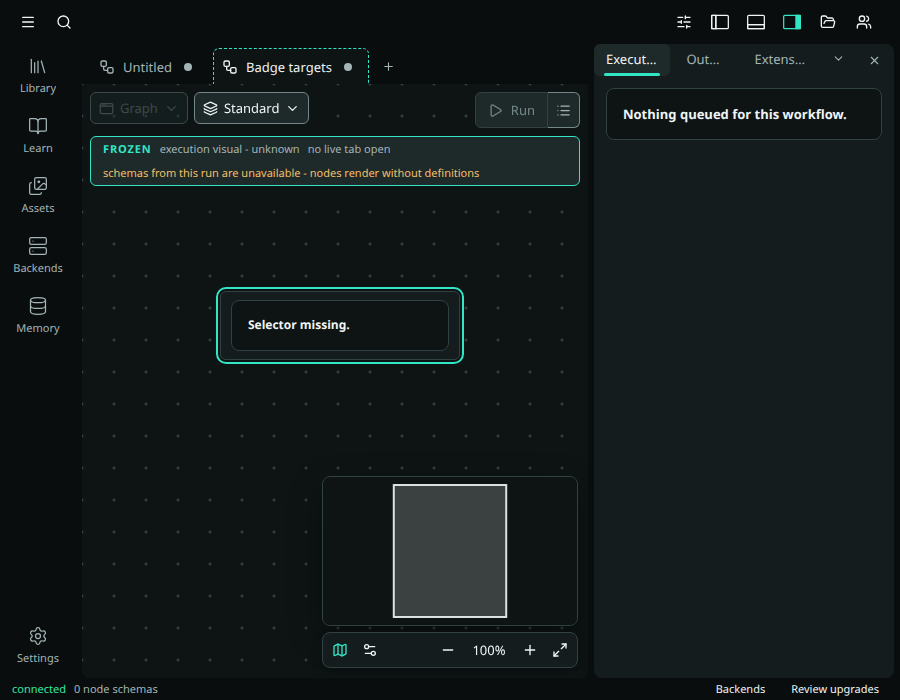 Untitled
Badge targets
Execut...
Out...
Extens...
Library
Learn
Assets
Backends
Memory
Settings
Graph
Standard
Run
FROZEN execution visual - unknown no live tab open
schemas from this run are unavailable - nodes render without definitions
Nothing queued for this workflow.
Selector missing.
100%
connected 0 node schemas
Backends
Review upgrades